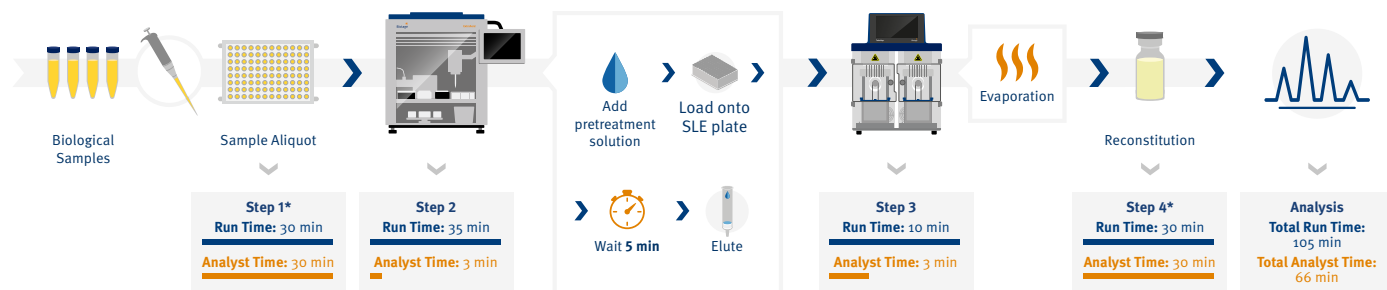 Biological
Samples
Sample Aliquot
Step 1*
Run Time: 30 min
Analyst Time: 30 min
Step 2
Run Time: 35 min
Analyst Time: 3 min
Add
pretreatment
solution
Load onto
SLE plate
Wait 5 min
Elute
Step 3
Run Time: 10 min
Analyst Time: 3 min
Evaporation
Reconstitution
Step 4*
Run Time: 30 min
Analyst Time: 30 min
Analysis
Total Run Time:
105 min
Total Analyst Time:
66 min